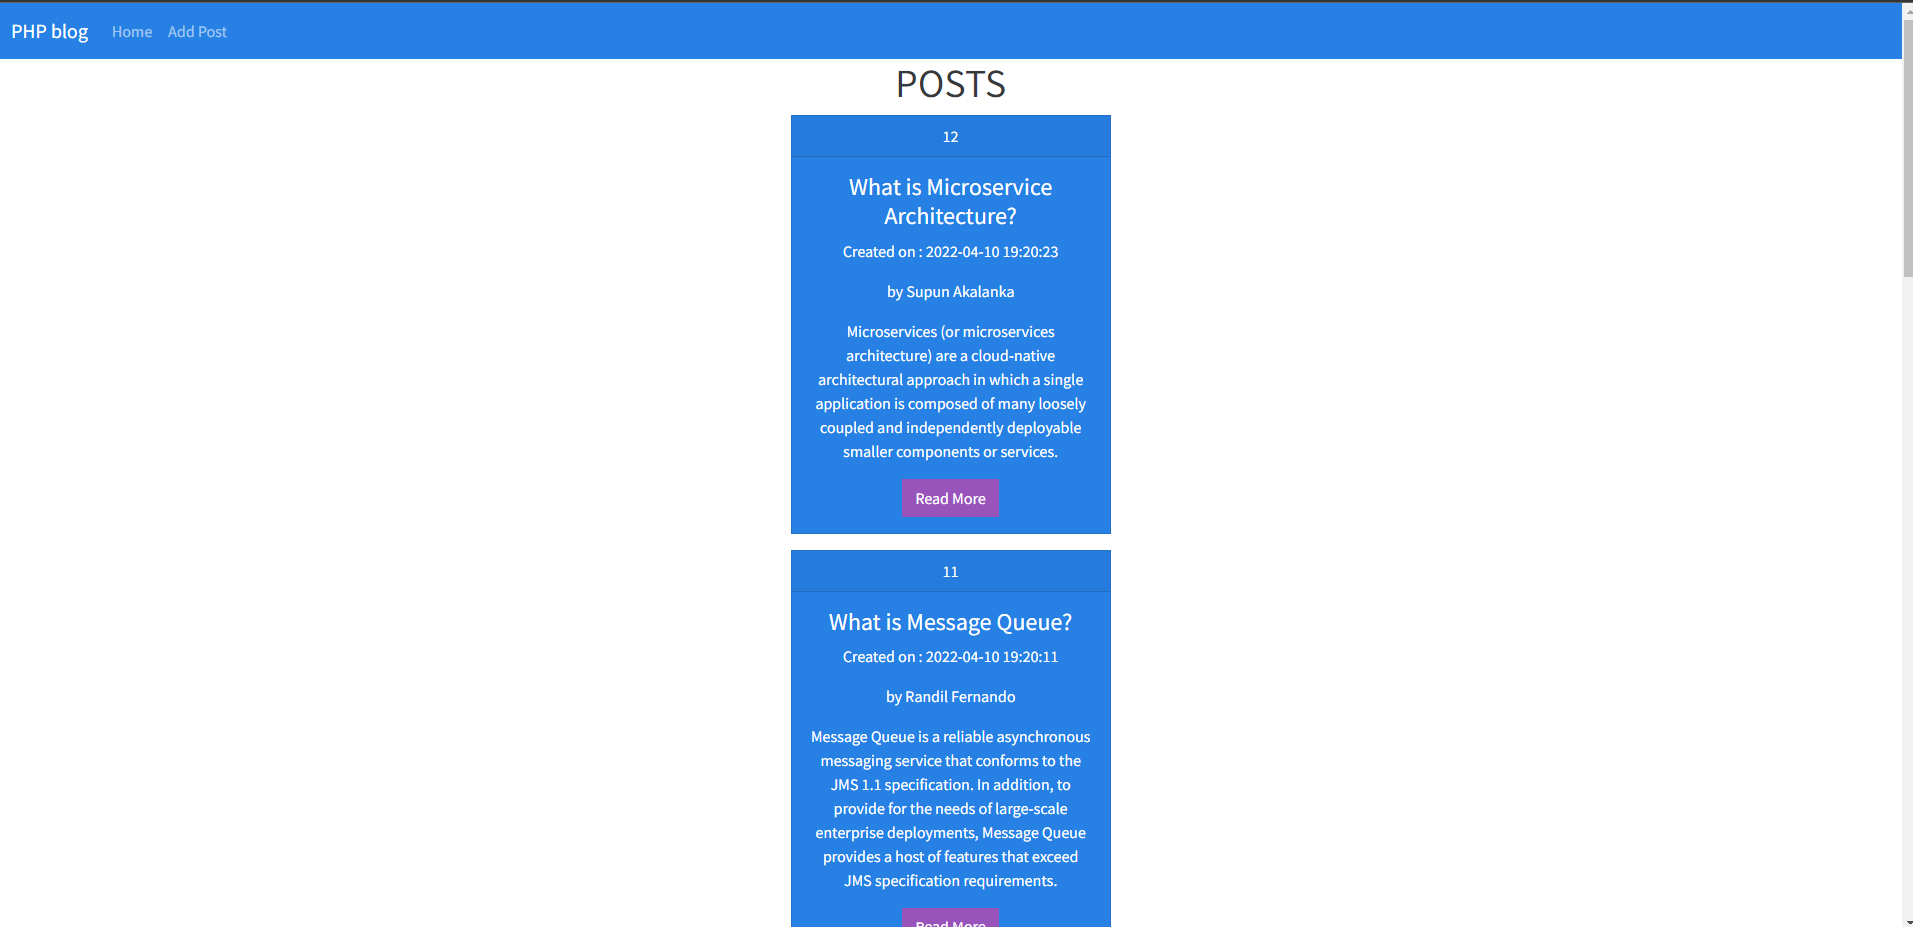 PHP blog Home Add Post
POSTS
12
What is Microservice
Architecture?
Created on : 2022-04-10 19:20:23
by Supun Akalanka
Microservices (or microservices
architecture) are a cloud-native
architectural approach in which a single
application is composed of many loosely
coupled and independently deployable
smaller components or services.
Read More
11
What is Message Queue?
Created on : 2022-04-10 19:20:11
by Randil Fernando
Message Queue is a reliable asynchronous
messaging service that conforms to the
JMS 1.1 specification. In addition, to
provide for the needs of large-scale
enterprise deployments, Message Queue
provides a host of features that exceed
JMS specification requirements.
Read More